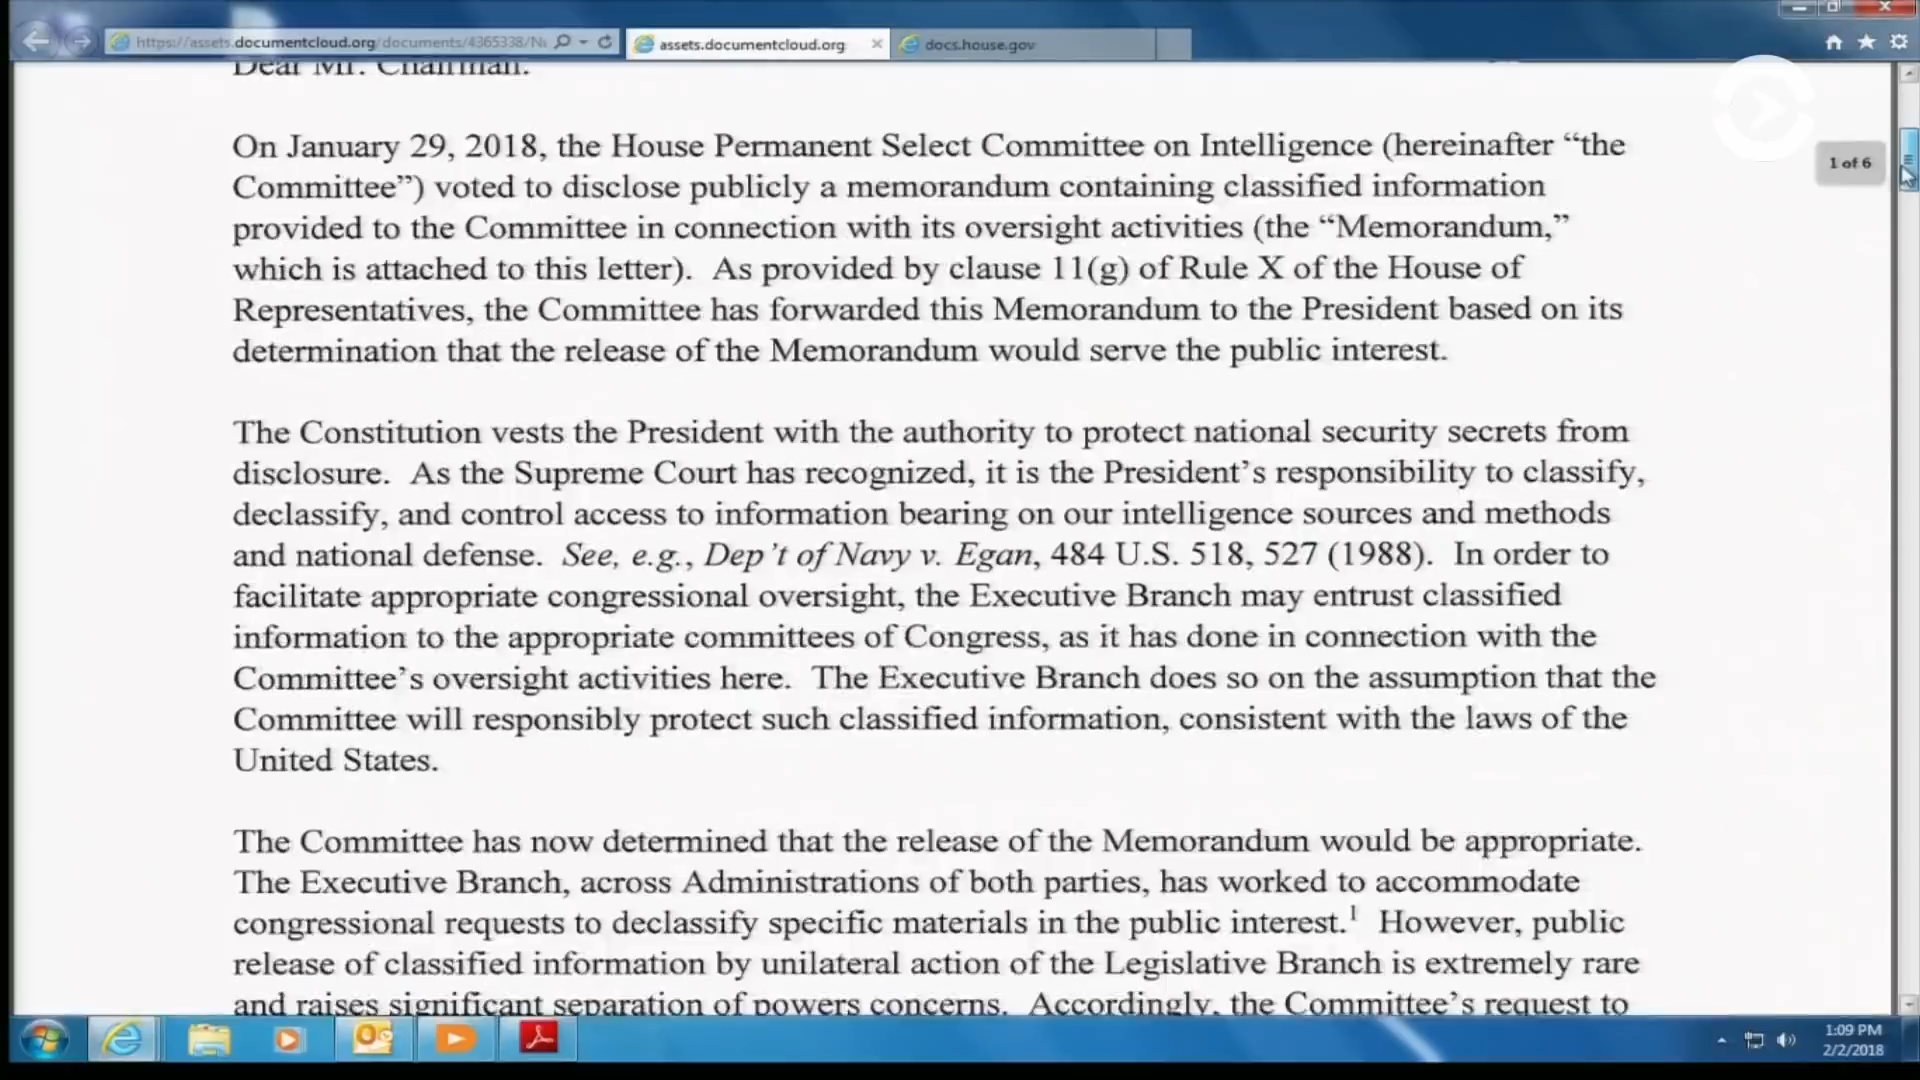 https://assets.documentcloud.org/documents/4365338/Nu
assets.documentcloud.org
docs.house.gov
Dear Mr. Chairman:
On January 29, 2018, the House Permanent Select Committee on Intelligence (hereinafter “the
Committee”) voted to disclose publicly a memorandum containing classified information
provided to the Committee in connection with its oversight activities (the “Memorandum,”
which is attached to this letter). As provided by clause 11(g) of Rule X of the House of
Representatives, the Committee has forwarded this Memorandum to the President based on its
determination that the release of the Memorandum would serve the public interest.
The Constitution vests the President with the authority to protect national security secrets from
disclosure. As the Supreme Court has recognized, it is the President’s responsibility to classify,
declassify, and control access to information bearing on our intelligence sources and methods
and national defense. See, e.g., Dep’t of Navy v. Egan, 484 U.S. 518, 527 (1988). In order to
facilitate appropriate congressional oversight, the Executive Branch may entrust classified
information to the appropriate committees of Congress, as it has done in connection with the
Committee’s oversight activities here. The Executive Branch does so on the assumption that the
Committee will responsibly protect such classified information, consistent with the laws of the
United States.
The Committee has now determined that the release of the Memorandum would be appropriate.
The Executive Branch, across Administrations of both parties, has worked to accommodate
congressional requests to declassify specific materials in the public interest.¹ However, public
release of classified information by unilateral action of the Legislative Branch is extremely rare
and raises significant separation of powers concerns. Accordingly, the Committee’s request to
1 of 6
1:09 PM
2/2/2018